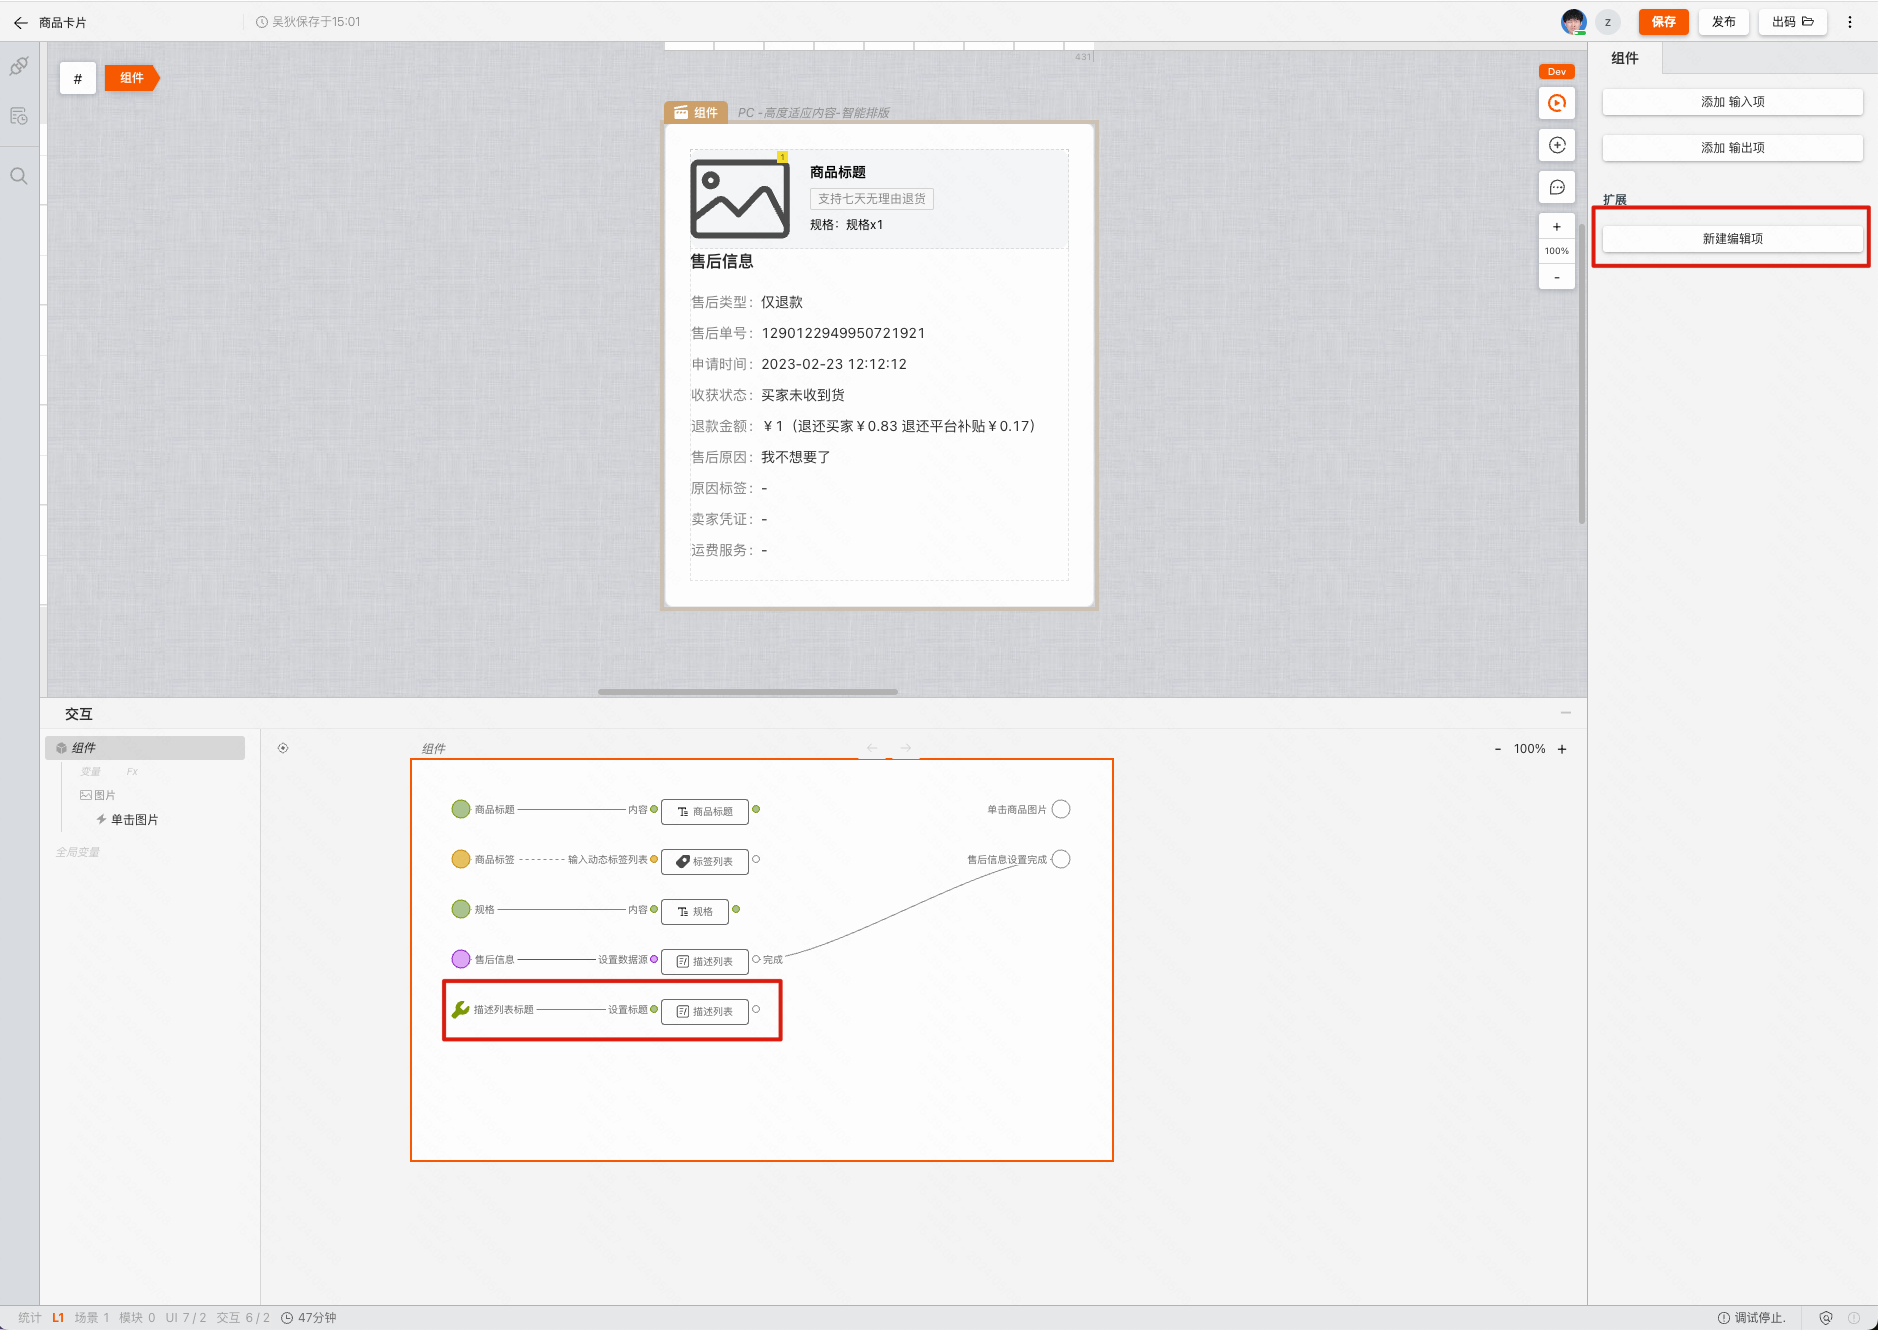 商品卡片
吴狄保存于15:01
z
保存
发布
出码
#
组件
431
Dev
100%
组件
PC -高度适应内容-智能排版
1
商品标题
支持七天无理由退货
规格：规格x1
售后信息
售后类型：仅退款
售后单号：1290122949950721921
申请时间：2023-02-23 12:12:12
收获状态：买家未收到货
退款金额：￥1（退还买家￥0.83 退还平台补贴￥0.17）
售后原因：我不想要了
原因标签：-
卖家凭证：-
运费服务：-
组件
添加 输入项
添加 输出项
扩展
新建编辑项
交互
组件
变量 Fx
图片
单击图片
全局变量
组件
- 100% +
商品标题 内容 商品标题
单击商品图片
商品标签 输入动态标签列表 标签列表
售后信息设置完成
规格 内容 规格
售后信息 设置数据源 描述列表 完成
描述列表标题 设置标题 描述列表
统计 L1 场景 1 模块 0 UI 7 / 2 交互 6 / 2 47分钟
调试停止.